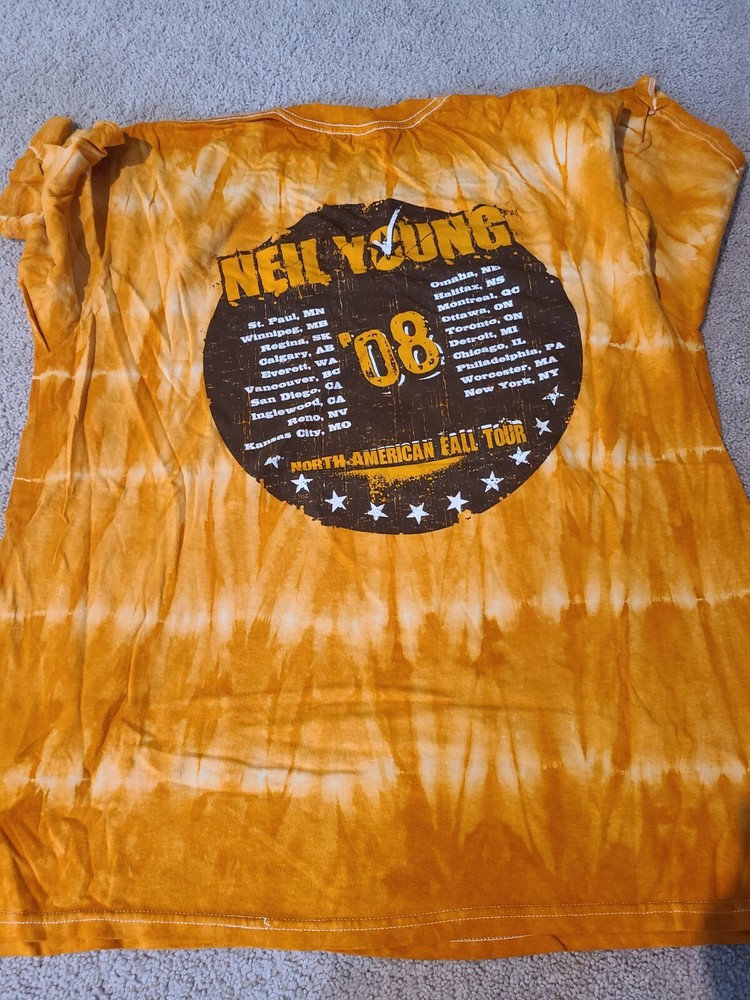 NEIL YOUNG
St. Paul, MN
Winnipeg, MB
Regina, SK
Calgary, AB
Everett, WA
Vancouver, BC
San Diego, CA
Inglewood, CA
Reno, NV
Kansas City, MO
'08
Omaha, NE
Halifax, NS
Montreal, QC
Ottawa, ON
Toronto, ON
Detroit, MI
Chicago, IL
Philadelphia, PA
Worcester, MA
New York, NY
NORTH AMERICAN FALL TOUR